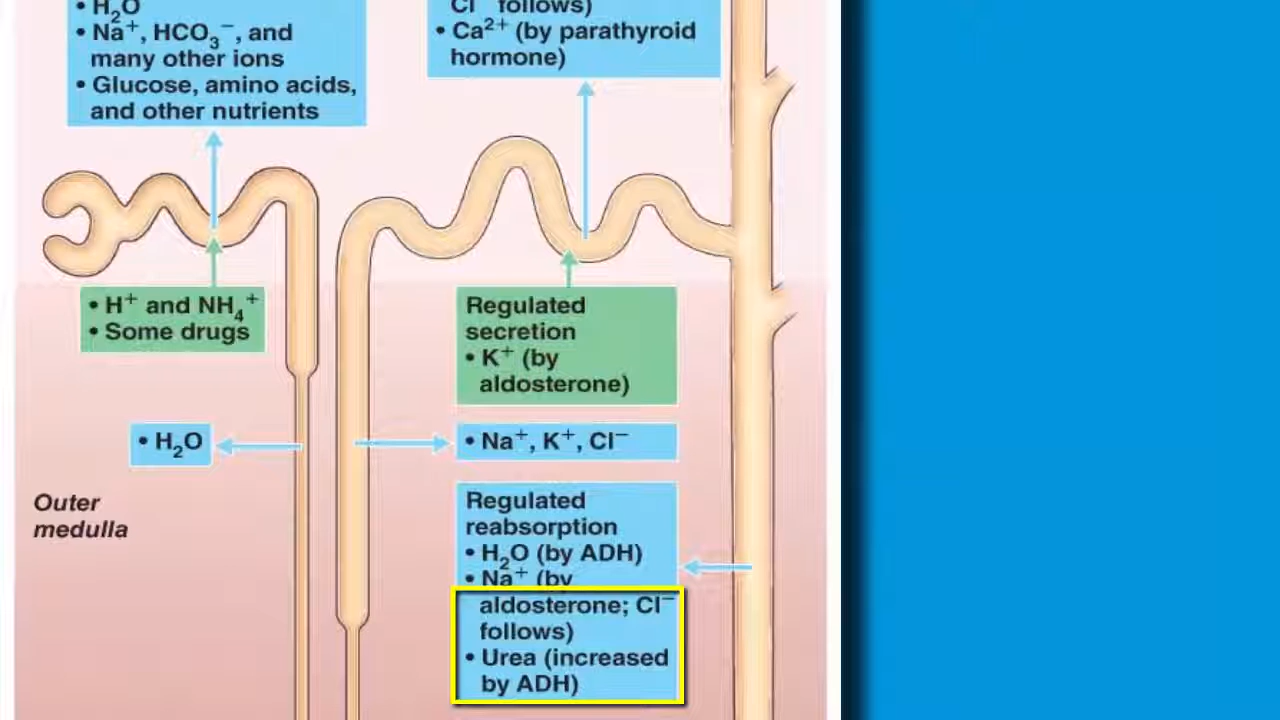 • H₂O
• Na⁺, HCO₃⁻, and
many other ions
• Glucose, amino acids,
and other nutrients
Cl⁻ follows)
• Ca²⁺ (by parathyroid
hormone)
• H⁺ and NH₄⁺
• Some drugs
Regulated
secretion
• K⁺ (by
aldosterone)
• H₂O
• Na⁺, K⁺, Cl⁻
Outer
medulla
Regulated
reabsorption
• H₂O (by ADH)
• Na⁺ (by
aldosterone; Cl⁻
follows)
• Urea (increased
by ADH)